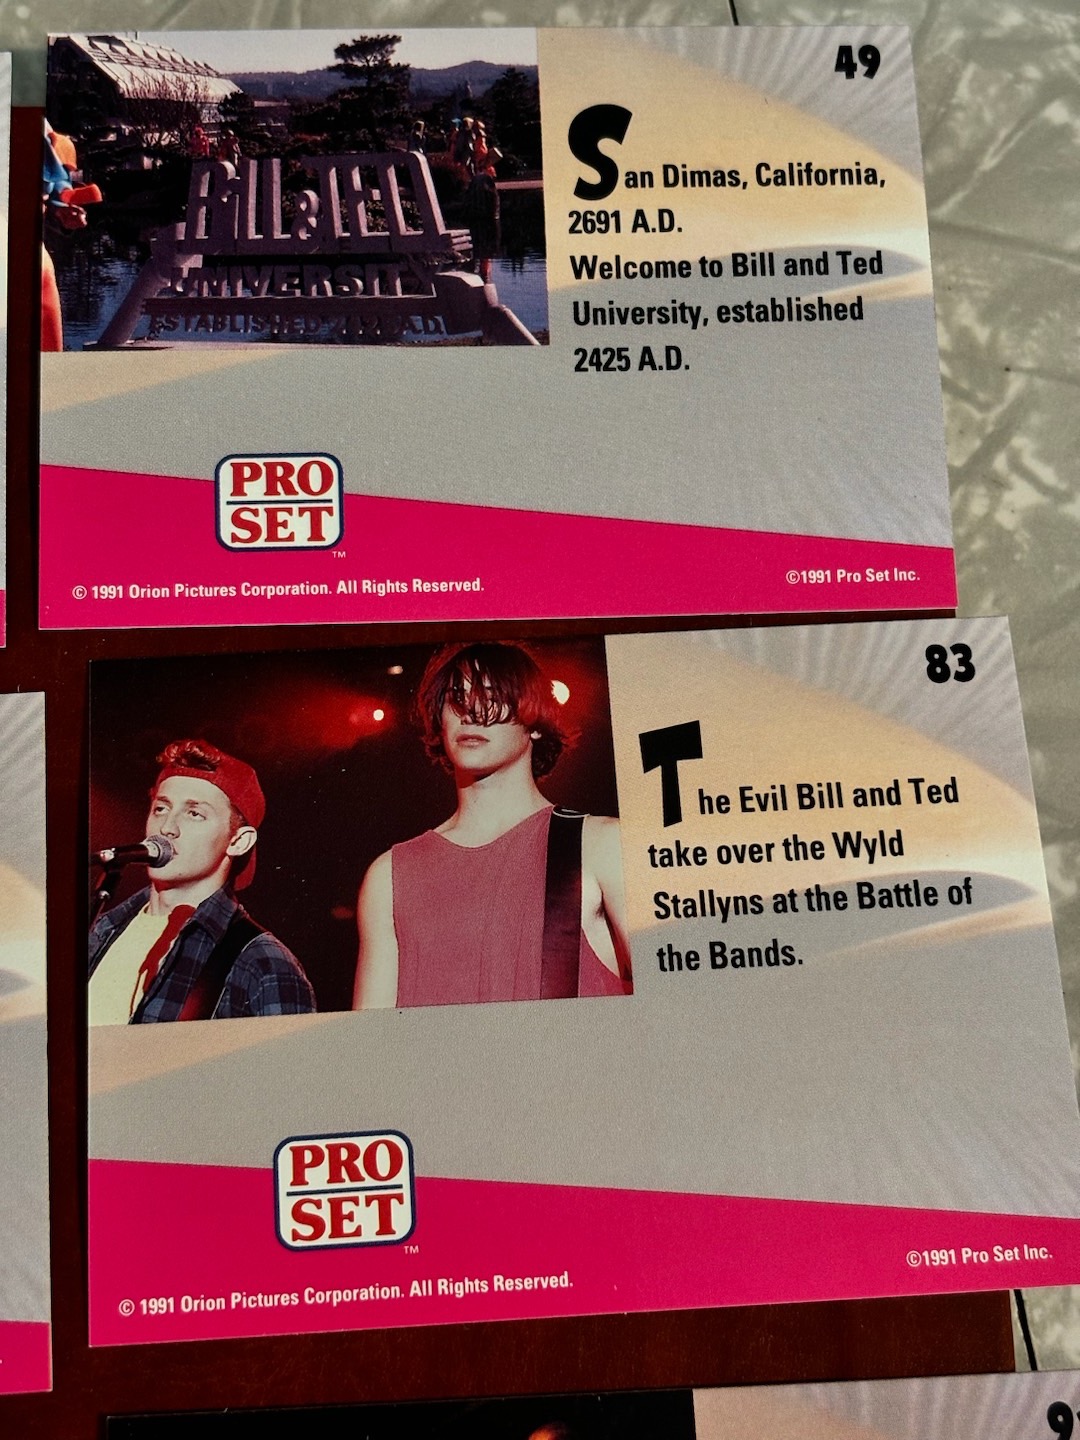 49
San Dimas, California,
2691 A.D.
Welcome to Bill and Ted
University, established
2425 A.D.
BILL & TED
UNIVERSITY
ESTABLISHED 2425 A.D.
PRO
SET
TM
© 1991 Orion Pictures Corporation. All Rights Reserved.
©1991 Pro Set Inc.
83
The Evil Bill and Ted
take over the Wyld
Stallyns at the Battle of
the Bands.
PRO
SET
TM
© 1991 Orion Pictures Corporation. All Rights Reserved.
©1991 Pro Set Inc.